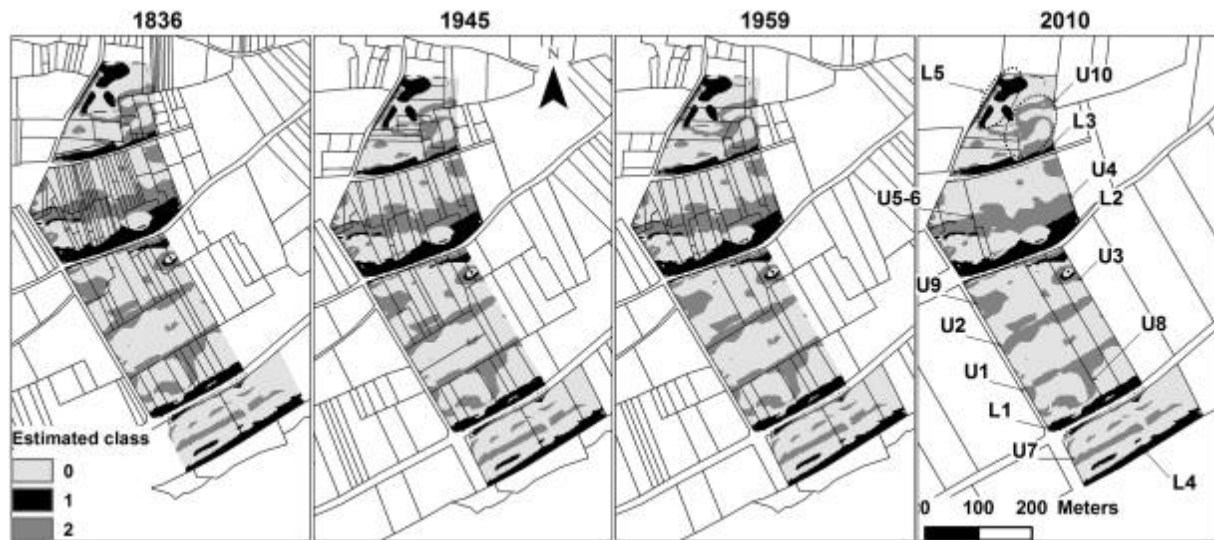 1836 1945 1959 2010
N
L5
U10
L3
U4
L2
U5-6
U3
U9
U2
U8
U1
L1
U7
L4
Estimated class
0
1
2
0 100 200 Meters